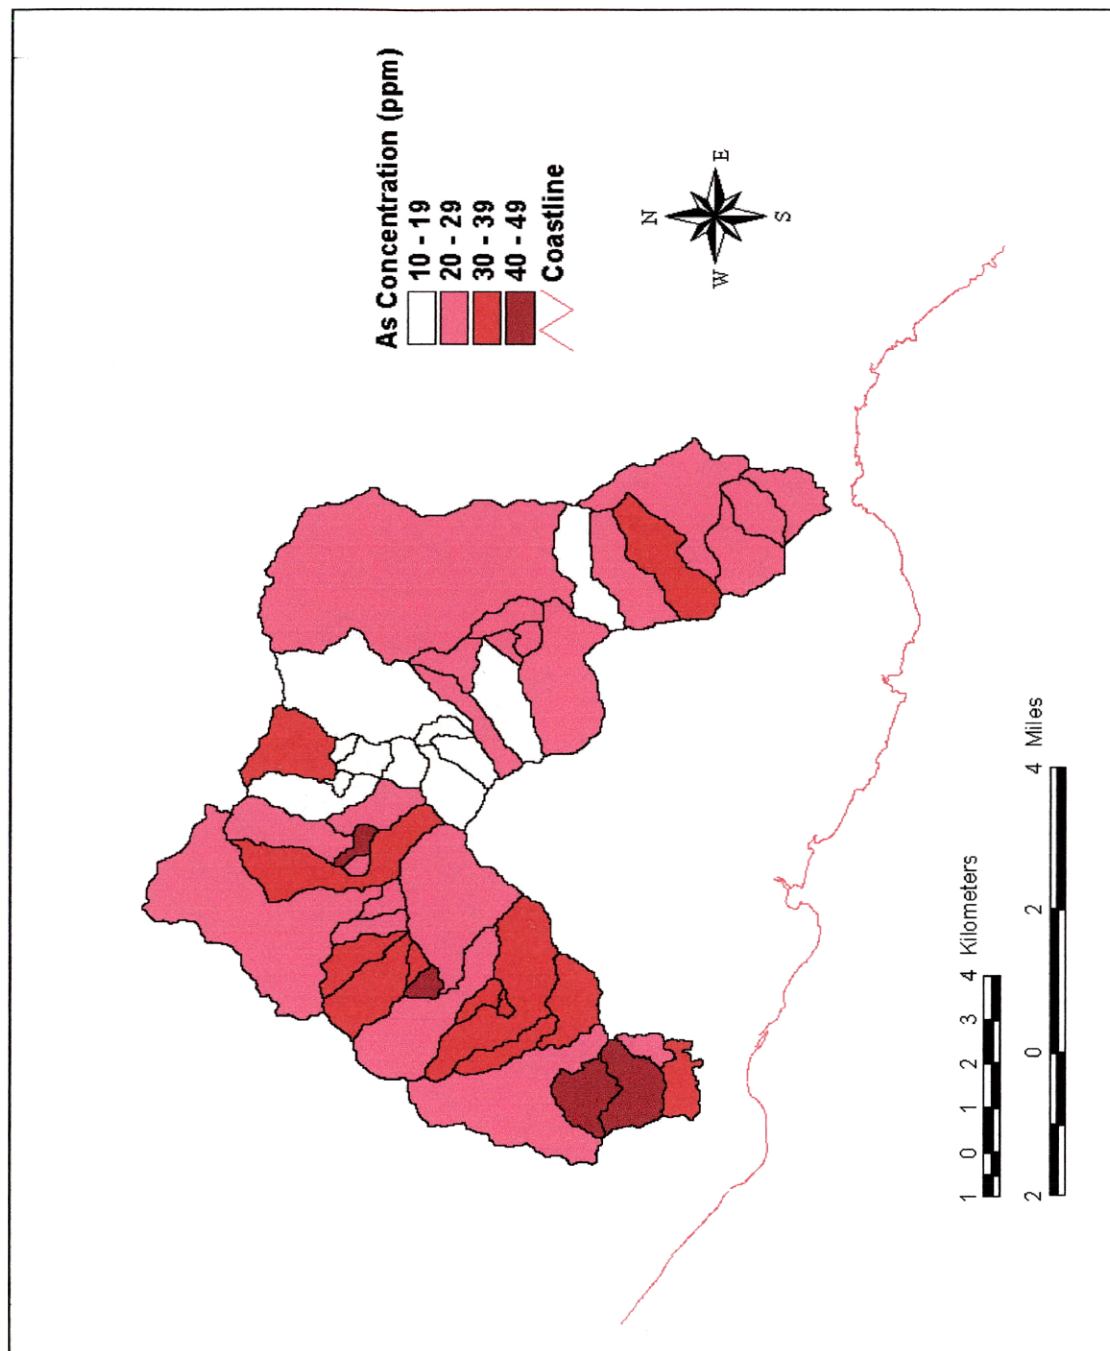 As Concentration (ppm)
10 - 19
20 - 29
30 - 39
40 - 49
Coastline
N
W
E
S
1 0 1 2 3 4 Kilometers
2 0 2 4 Miles